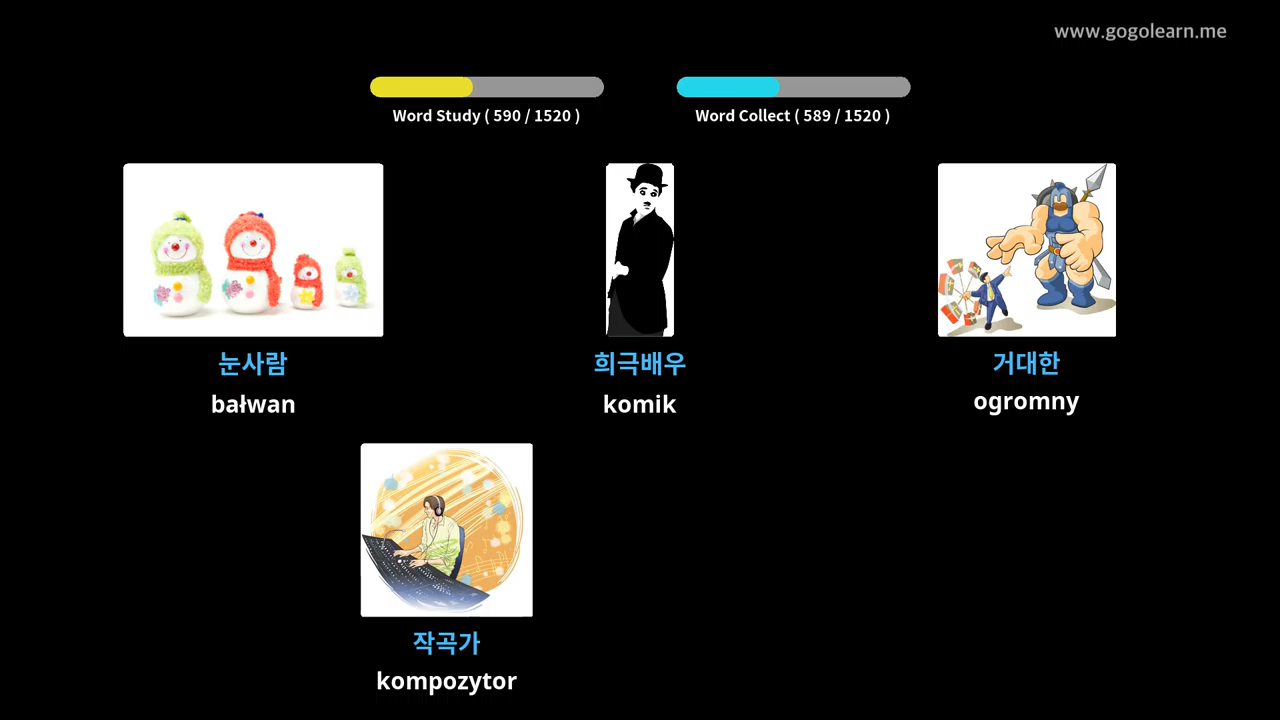 www.gogolearn.me
Word Study ( 590 / 1520 )
Word Collect ( 589 / 1520 )
눈사람
bałwan
희극배우
komik
거대한
ogromny
작곡가
kompozytor